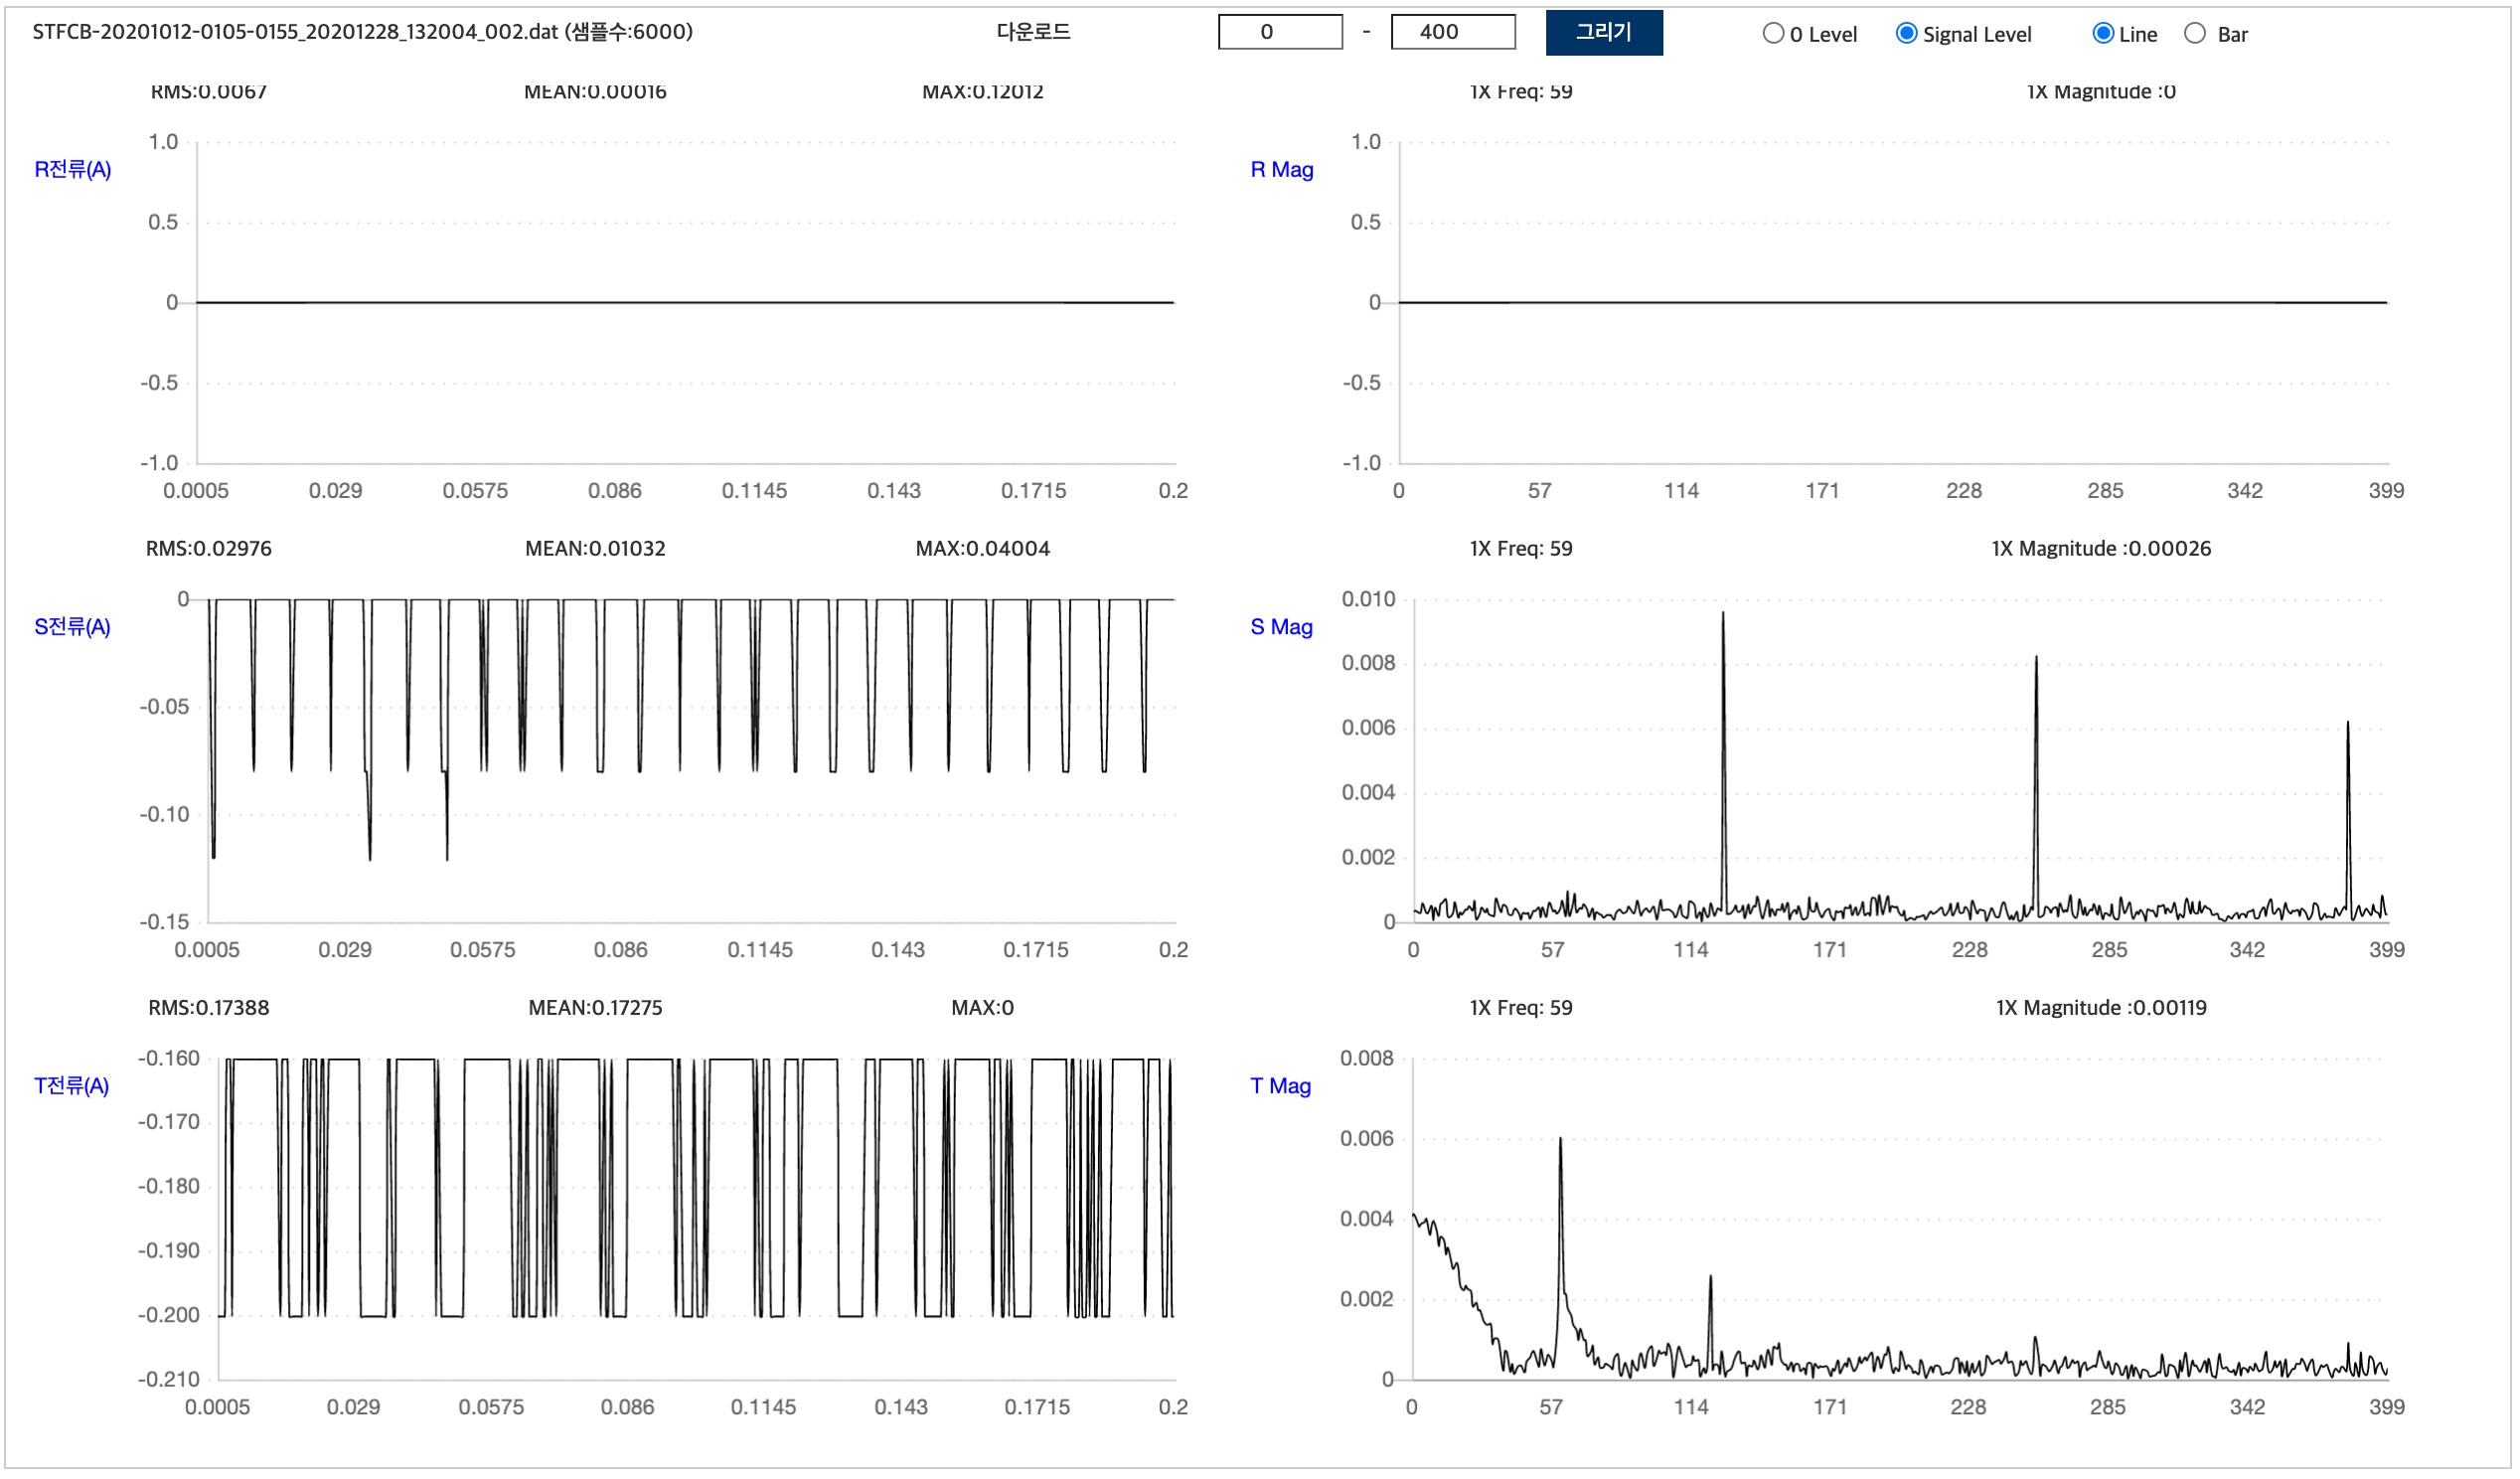 STFCB-20201012-0105-0155_20201228_132004_002.dat (샘플수:6000) 다운로드 0 - 400 그리기 0 Level Signal Level Line Bar
RMS:0.0067 MEAN:0.00016 MAX:0.12012 1X Freq: 59 1X Magnitude :0
R전류(A)
1.0
0.5
0
-0.5
-1.0
0.0005 0.029 0.0575 0.086 0.1145 0.143 0.1715 0.2
R Mag
1.0
0.5
0
-0.5
-1.0
0 57 114 171 228 285 342 399
RMS:0.02976 MEAN:0.01032 MAX:0.04004 1X Freq: 59 1X Magnitude :0.00026
S전류(A)
0
-0.05
-0.10
-0.15
0.0005 0.029 0.0575 0.086 0.1145 0.143 0.1715 0.2
S Mag
0.010
0.008
0.006
0.004
0.002
0
0 57 114 171 228 285 342 399
RMS:0.17388 MEAN:0.17275 MAX:0 1X Freq: 59 1X Magnitude :0.00119
T전류(A)
-0.160
-0.170
-0.180
-0.190
-0.200
-0.210
0.0005 0.029 0.0575 0.086 0.1145 0.143 0.1715 0.2
T Mag
0.008
0.006
0.004
0.002
0
0 57 114 171 228 285 342 399